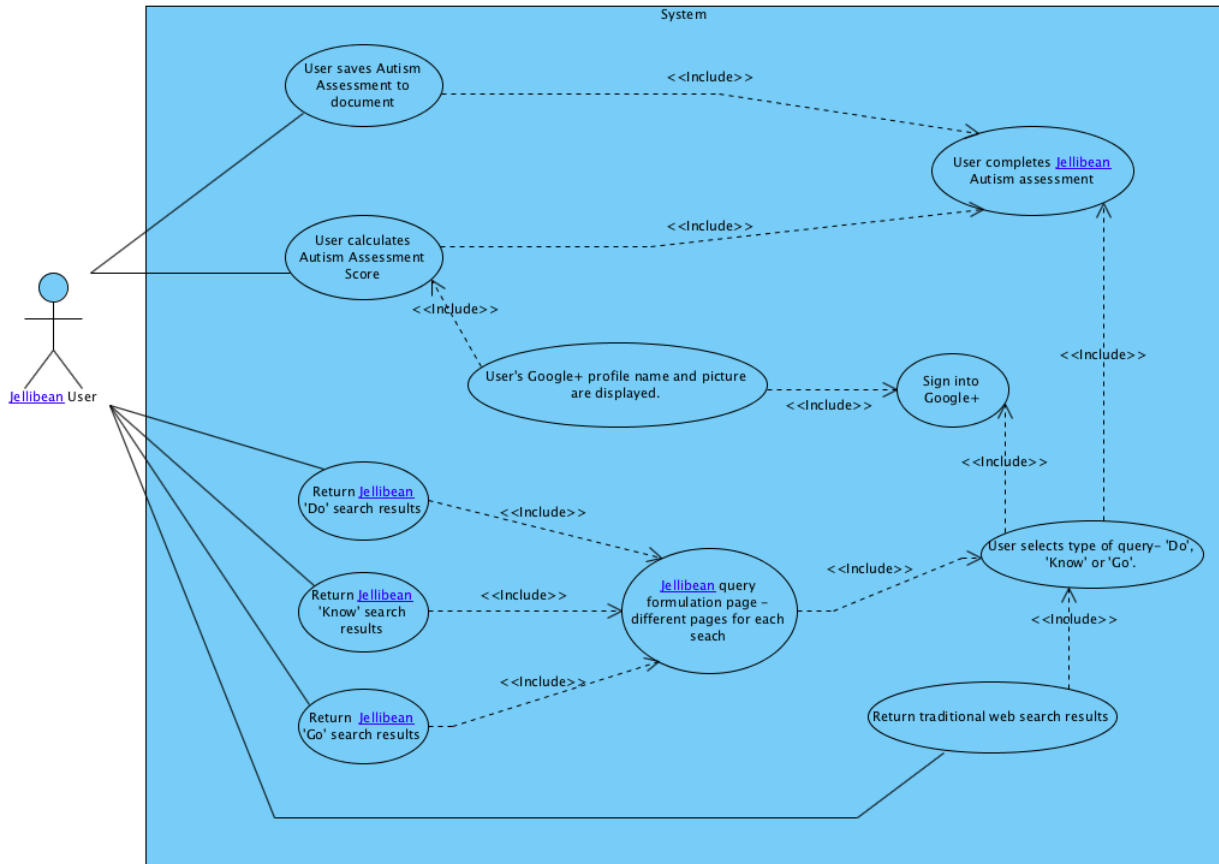 System
User saves Autism
Assessment to
document
<<Include>>
User completes Jellibean
Autism assessment
<<Include>>
User calculates
Autism Assessment
Score
<<Include>>
<<Include>>
User's Google+ profile name and picture
are displayed.
Sign into
Google+
<<Include>>
Jellibean User
<<Include>>
Return Jellibean
'Do' search results
<<Include>>
User selects type of query– 'Do',
'Know' or 'Go'.
<<Include>>
Jellibean query
formulation page –
different pages for each
seach
Return Jellibean
'Know' search
results
<<Include>>
<<Include>>
<<Include>>
Return Jellibean
'Go' search results
Return traditional web search results